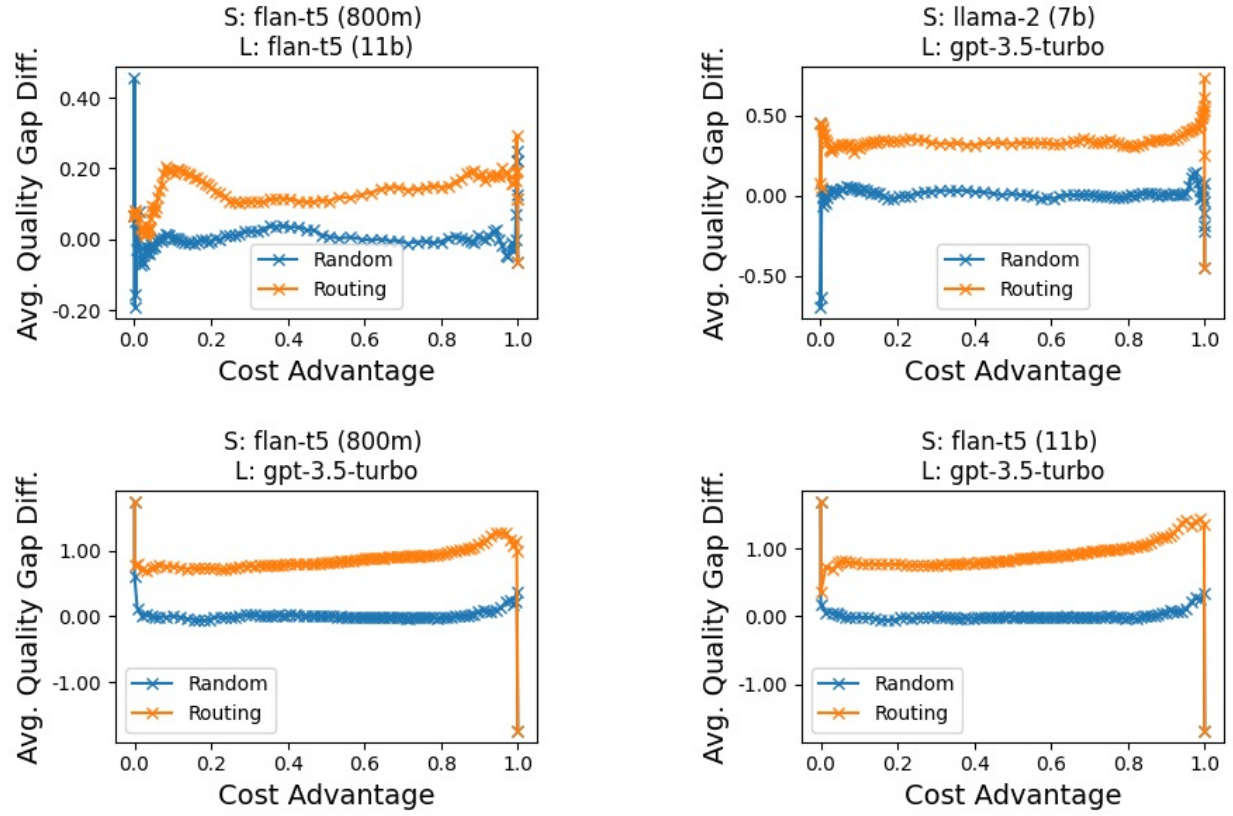 S: flan-t5 (800m)
L: flan-t5 (11b)
Avg. Quality Gap Diff.
0.40
0.20
0.00
-0.20
Random
Routing
0.0 0.2 0.4 0.6 0.8 1.0
Cost Advantage
S: llama-2 (7b)
L: gpt-3.5-turbo
Avg. Quality Gap Diff.
0.50
0.00
-0.50
Random
Routing
0.0 0.2 0.4 0.6 0.8 1.0
Cost Advantage
S: flan-t5 (800m)
L: gpt-3.5-turbo
Avg. Quality Gap Diff.
1.00
0.00
-1.00
Random
Routing
0.0 0.2 0.4 0.6 0.8 1.0
Cost Advantage
S: flan-t5 (11b)
L: gpt-3.5-turbo
Avg. Quality Gap Diff.
1.00
0.00
-1.00
Random
Routing
0.0 0.2 0.4 0.6 0.8 1.0
Cost Advantage